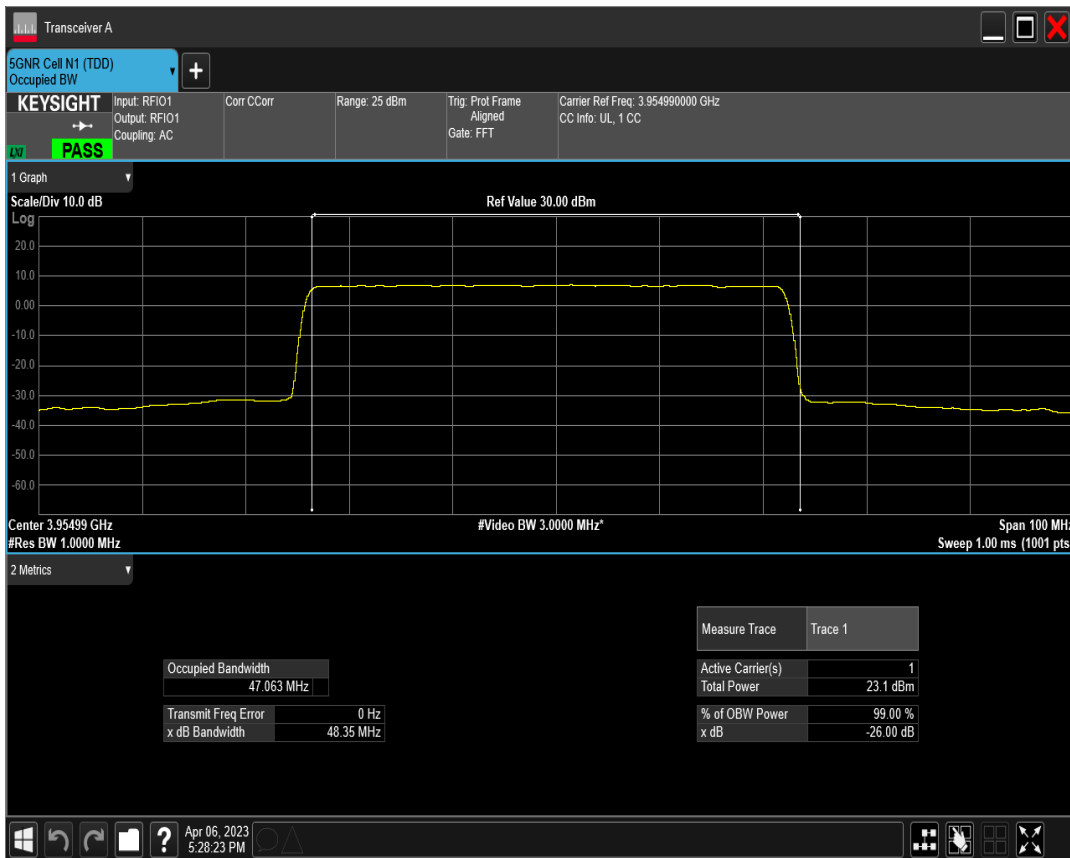 Transceiver A
5GNR Cell N1 (TDD)
Occupied BW
+
KEYSIGHT
LXI
PASS
Input: RFIO1
Output: RFIO1
Coupling: AC
Corr CCorr
Range: 25 dBm
Trig: Prot Frame
Aligned
Gate: FFT
Carrier Ref Freq: 3.954990000 GHz
CC Info: UL, 1 CC
1 Graph
Scale/Div 10.0 dB
Ref Value 30.00 dBm
Log
20.0
10.0
0.00
-10.0
-20.0
-30.0
-40.0
-50.0
-60.0
Center 3.95499 GHz
#Video BW 3.0000 MHz*
Span 100 MHz
#Res BW 1.0000 MHz
Sweep 1.00 ms (1001 pts
2 Metrics
Measure Trace Trace 1
Occupied Bandwidth
47.063 MHz
Active Carrier(s) 1
Total Power 23.1 dBm
Transmit Freq Error 0 Hz
x dB Bandwidth 48.35 MHz
% of OBW Power 99.00 %
x dB -26.00 dB
?
Apr 06, 2023
5:28:23 PM